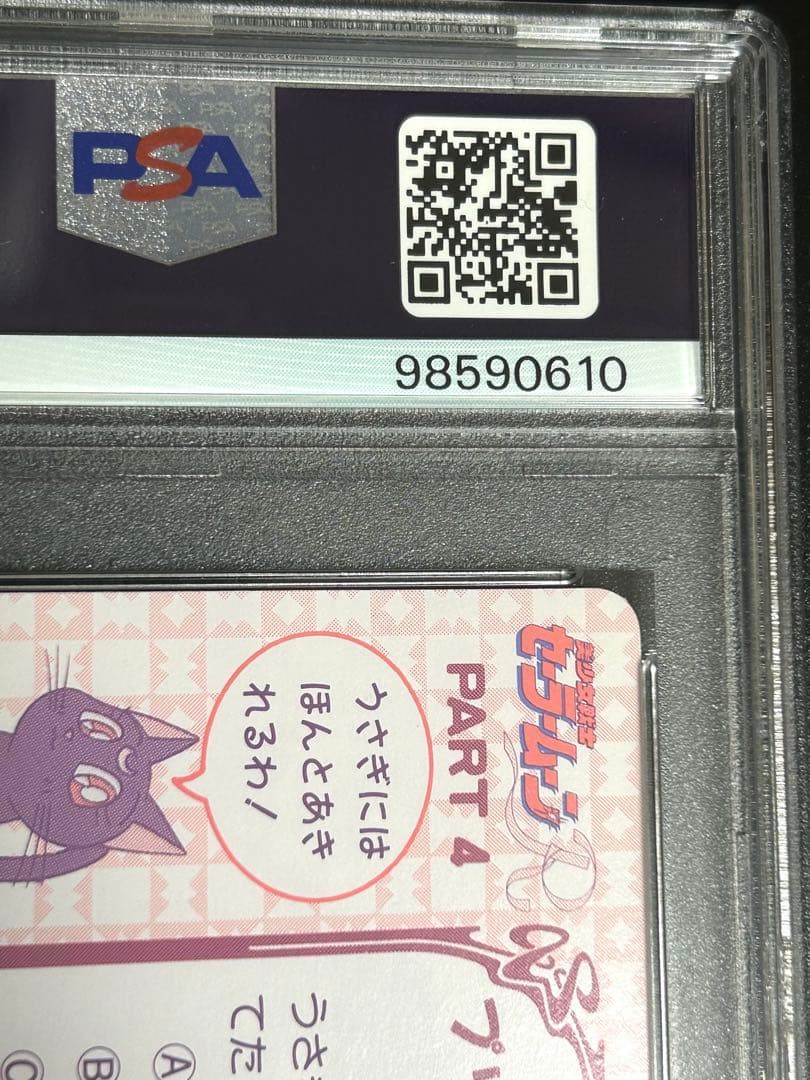 PSA
98590610
美少女戦士
セーラームーン
R
PART 4
うさぎには
ほんとあき
れるわ!
プ
うさ
てた
A
B
C